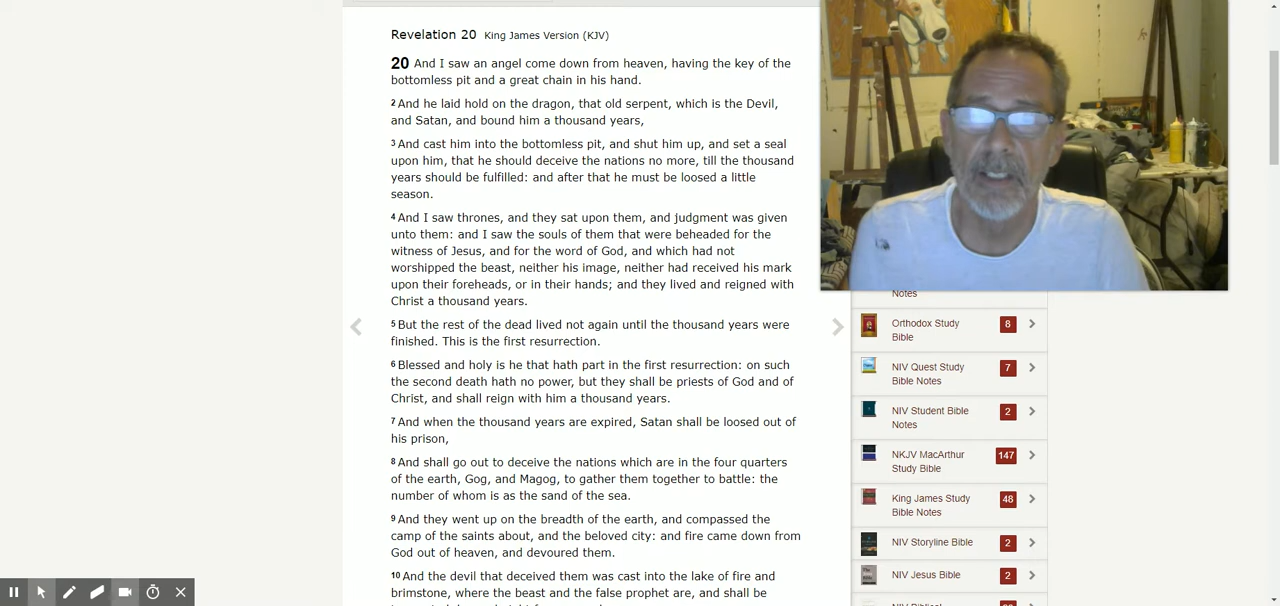 Revelation 20 King James Version (KJV)
20 And I saw an angel come down from heaven, having the key of the
bottomless pit and a great chain in his hand.
2 And he laid hold on the dragon, that old serpent, which is the Devil,
and Satan, and bound him a thousand years,
3 And cast him into the bottomless pit, and shut him up, and set a seal
upon him, that he should deceive the nations no more, till the thousand
years should be fulfilled: and after that he must be loosed a little
season.
4 And I saw thrones, and they sat upon them, and judgment was given
unto them: and I saw the souls of them that were beheaded for the
witness of Jesus, and for the word of God, and which had not
worshipped the beast, neither his image, neither had received his mark
upon their foreheads, or in their hands; and they lived and reigned with
Christ a thousand years.
5 But the rest of the dead lived not again until the thousand years were
finished. This is the first resurrection.
6 Blessed and holy is he that hath part in the first resurrection: on such
the second death hath no power, but they shall be priests of God and of
Christ, and shall reign with him a thousand years.
7 And when the thousand years are expired, Satan shall be loosed out of
his prison,
8 And shall go out to deceive the nations which are in the four quarters
of the earth, Gog, and Magog, to gather them together to battle: the
number of whom is as the sand of the sea.
9 And they went up on the breadth of the earth, and compassed the
camp of the saints about, and the beloved city: and fire came down from
God out of heaven, and devoured them.
10 And the devil that deceived them was cast into the lake of fire and
brimstone, where the beast and the false prophet are, and shall be
Notes
Orthodox Study
Bible
8
NIV Quest Study
Bible Notes
7
NIV Student Bible
Notes
2
NKJV MacArthur
Study Bible
147
King James Study
Bible Notes
48
NIV Storyline Bible
2
NIV Jesus Bible
2
NIV Biblical